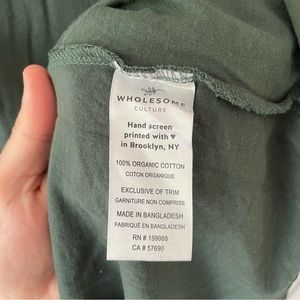 WHOLESOME
CULTURE
Hand screen
printed with ♥
in Brooklyn, NY
100% ORGANIC COTTON
COTON ORGANIQUE
EXCLUSIVE OF TRIM
GARNITURE NON COMPRISE
MADE IN BANGLADESH
FABRIQUÉ EN BANGLADESH
RN # 159988
CA # 57690